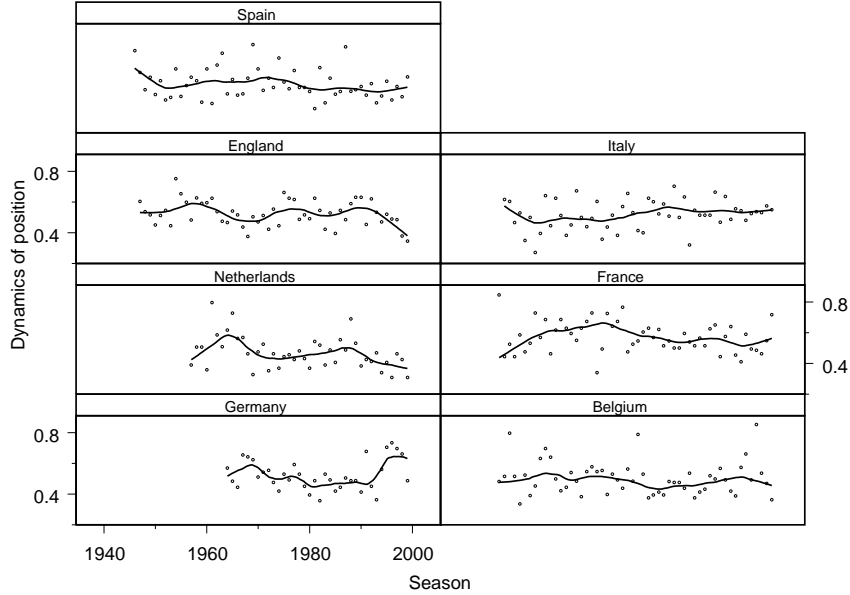 Spain
England
Italy
0.8
0.4
Netherlands
France
0.8
0.4
Germany
Belgium
0.8
0.4
1940
1960
1980
2000
Season
Dynamics of position